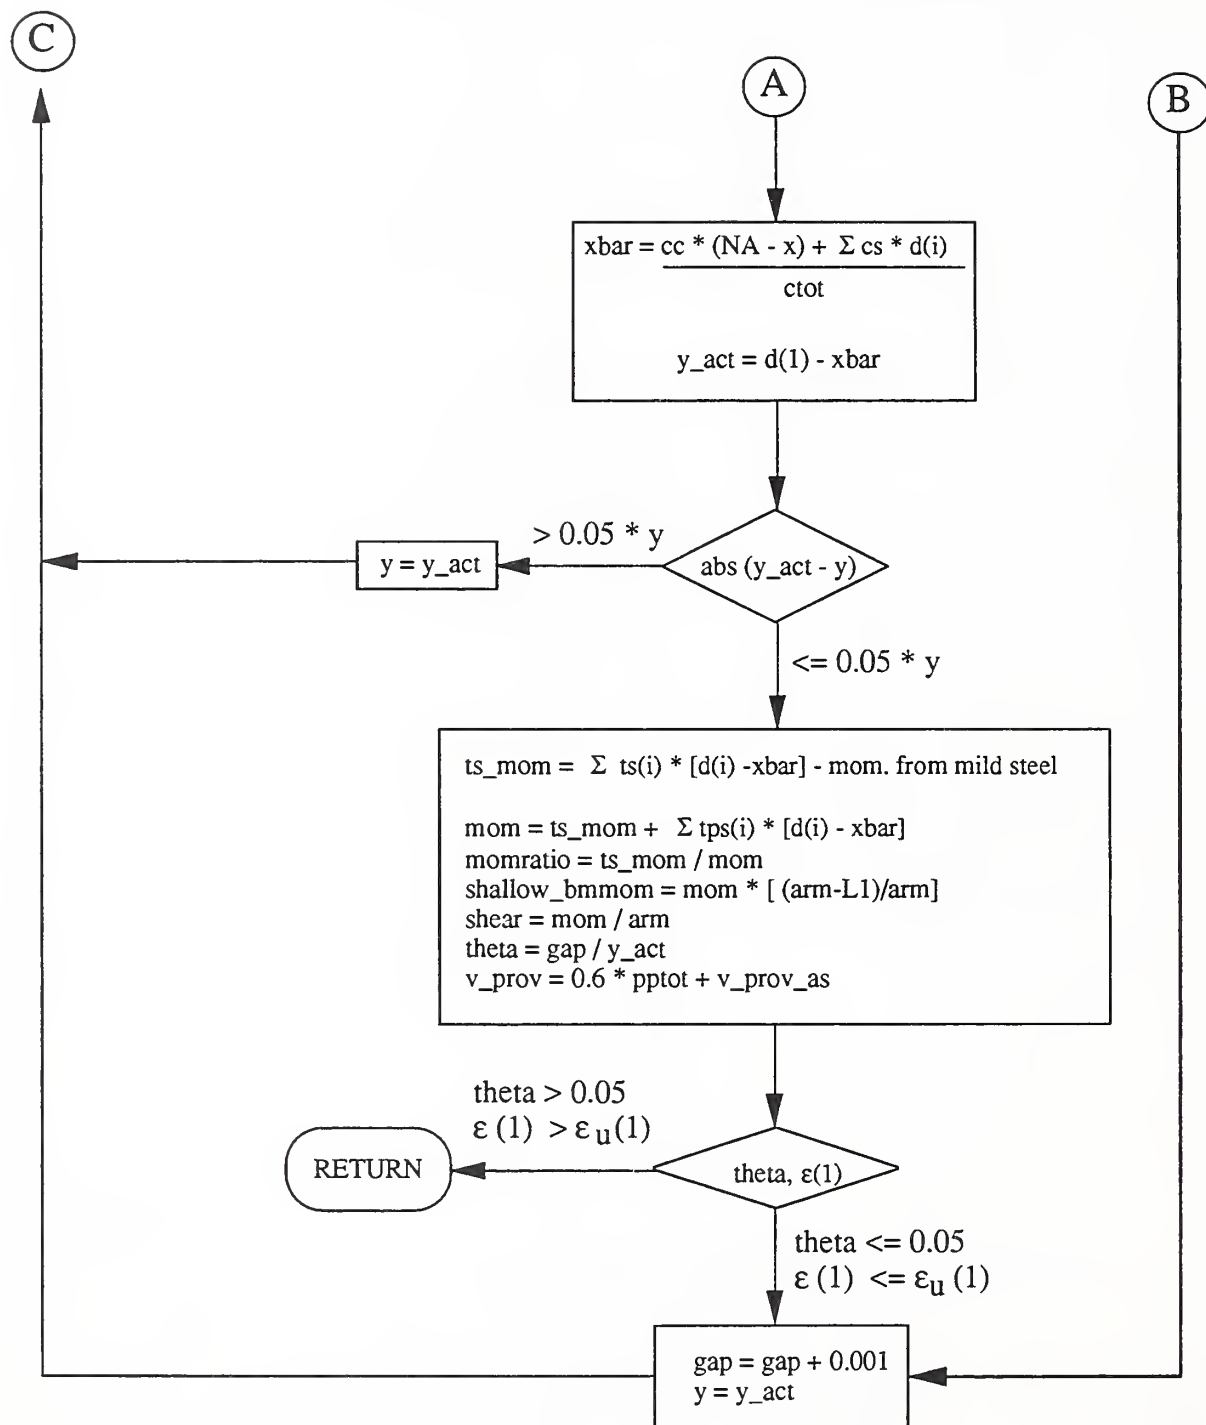 C
A
B
xbar = cc * (NA - x) + Σ cs * d(i)
ctot
y_act = d(1) - xbar
> 0.05 * y
y = y_act
abs (y_act - y)
<= 0.05 * y
ts_mom = Σ ts(i) * [d(i) -xbar] - mom. from mild steel
mom = ts_mom + Σ tps(i) * [d(i) - xbar]
momratio = ts_mom / mom
shallow_bmmom = mom * [ (arm-L1)/arm]
shear = mom / arm
theta = gap / y_act
v_prov = 0.6 * pptot + v_prov_as
theta > 0.05
ε (1) > εu(1)
RETURN
theta, ε(1)
theta <= 0.05
ε (1) <= εu (1)
gap = gap + 0.001
y = y_act